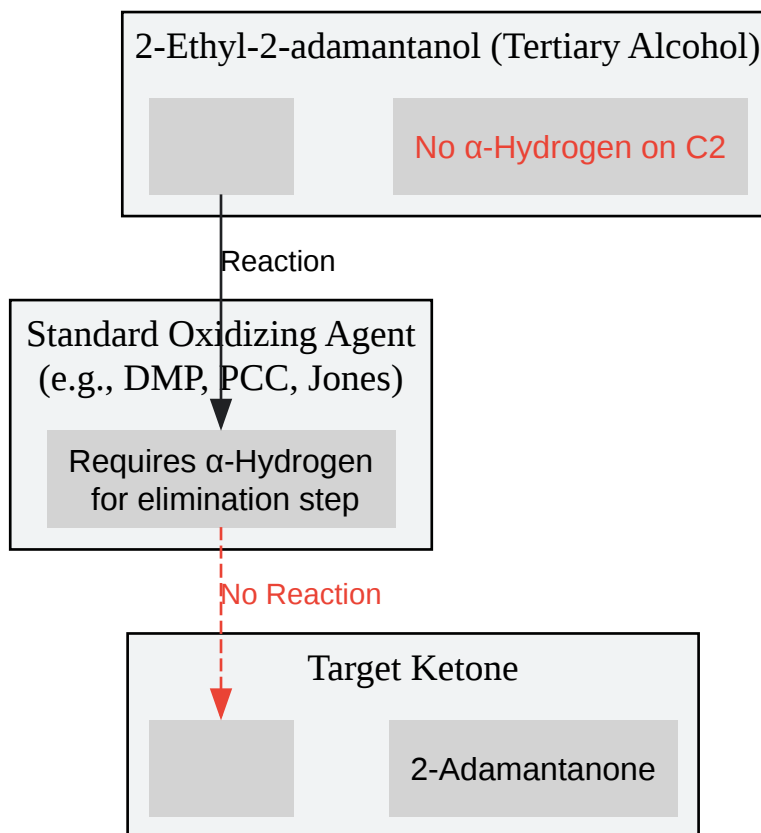 2-Ethyl-2-adamantanol (Tertiary Alcohol)
No α-Hydrogen on C2
Reaction
Standard Oxidizing Agent
(e.g., DMP, PCC, Jones)
Requires α-Hydrogen
for elimination step
No Reaction
Target Ketone
2-Adamantanone